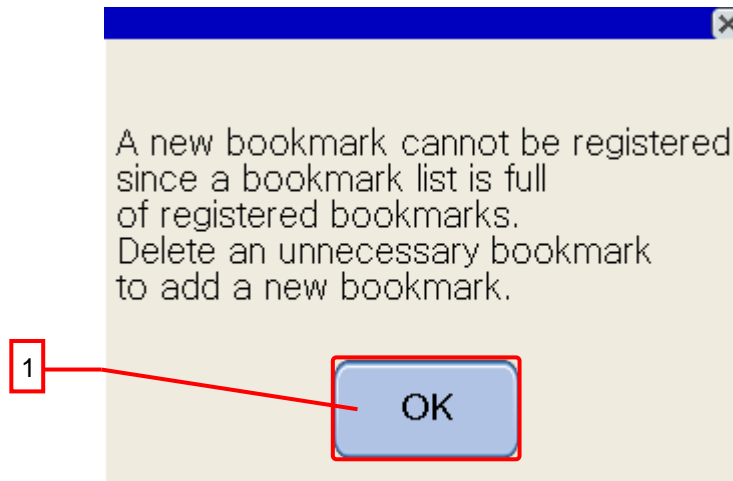 A new bookmark cannot be registered
since a bookmark list is full
of registered bookmarks.
Delete an unnecessary bookmark
to add a new bookmark.
1
OK